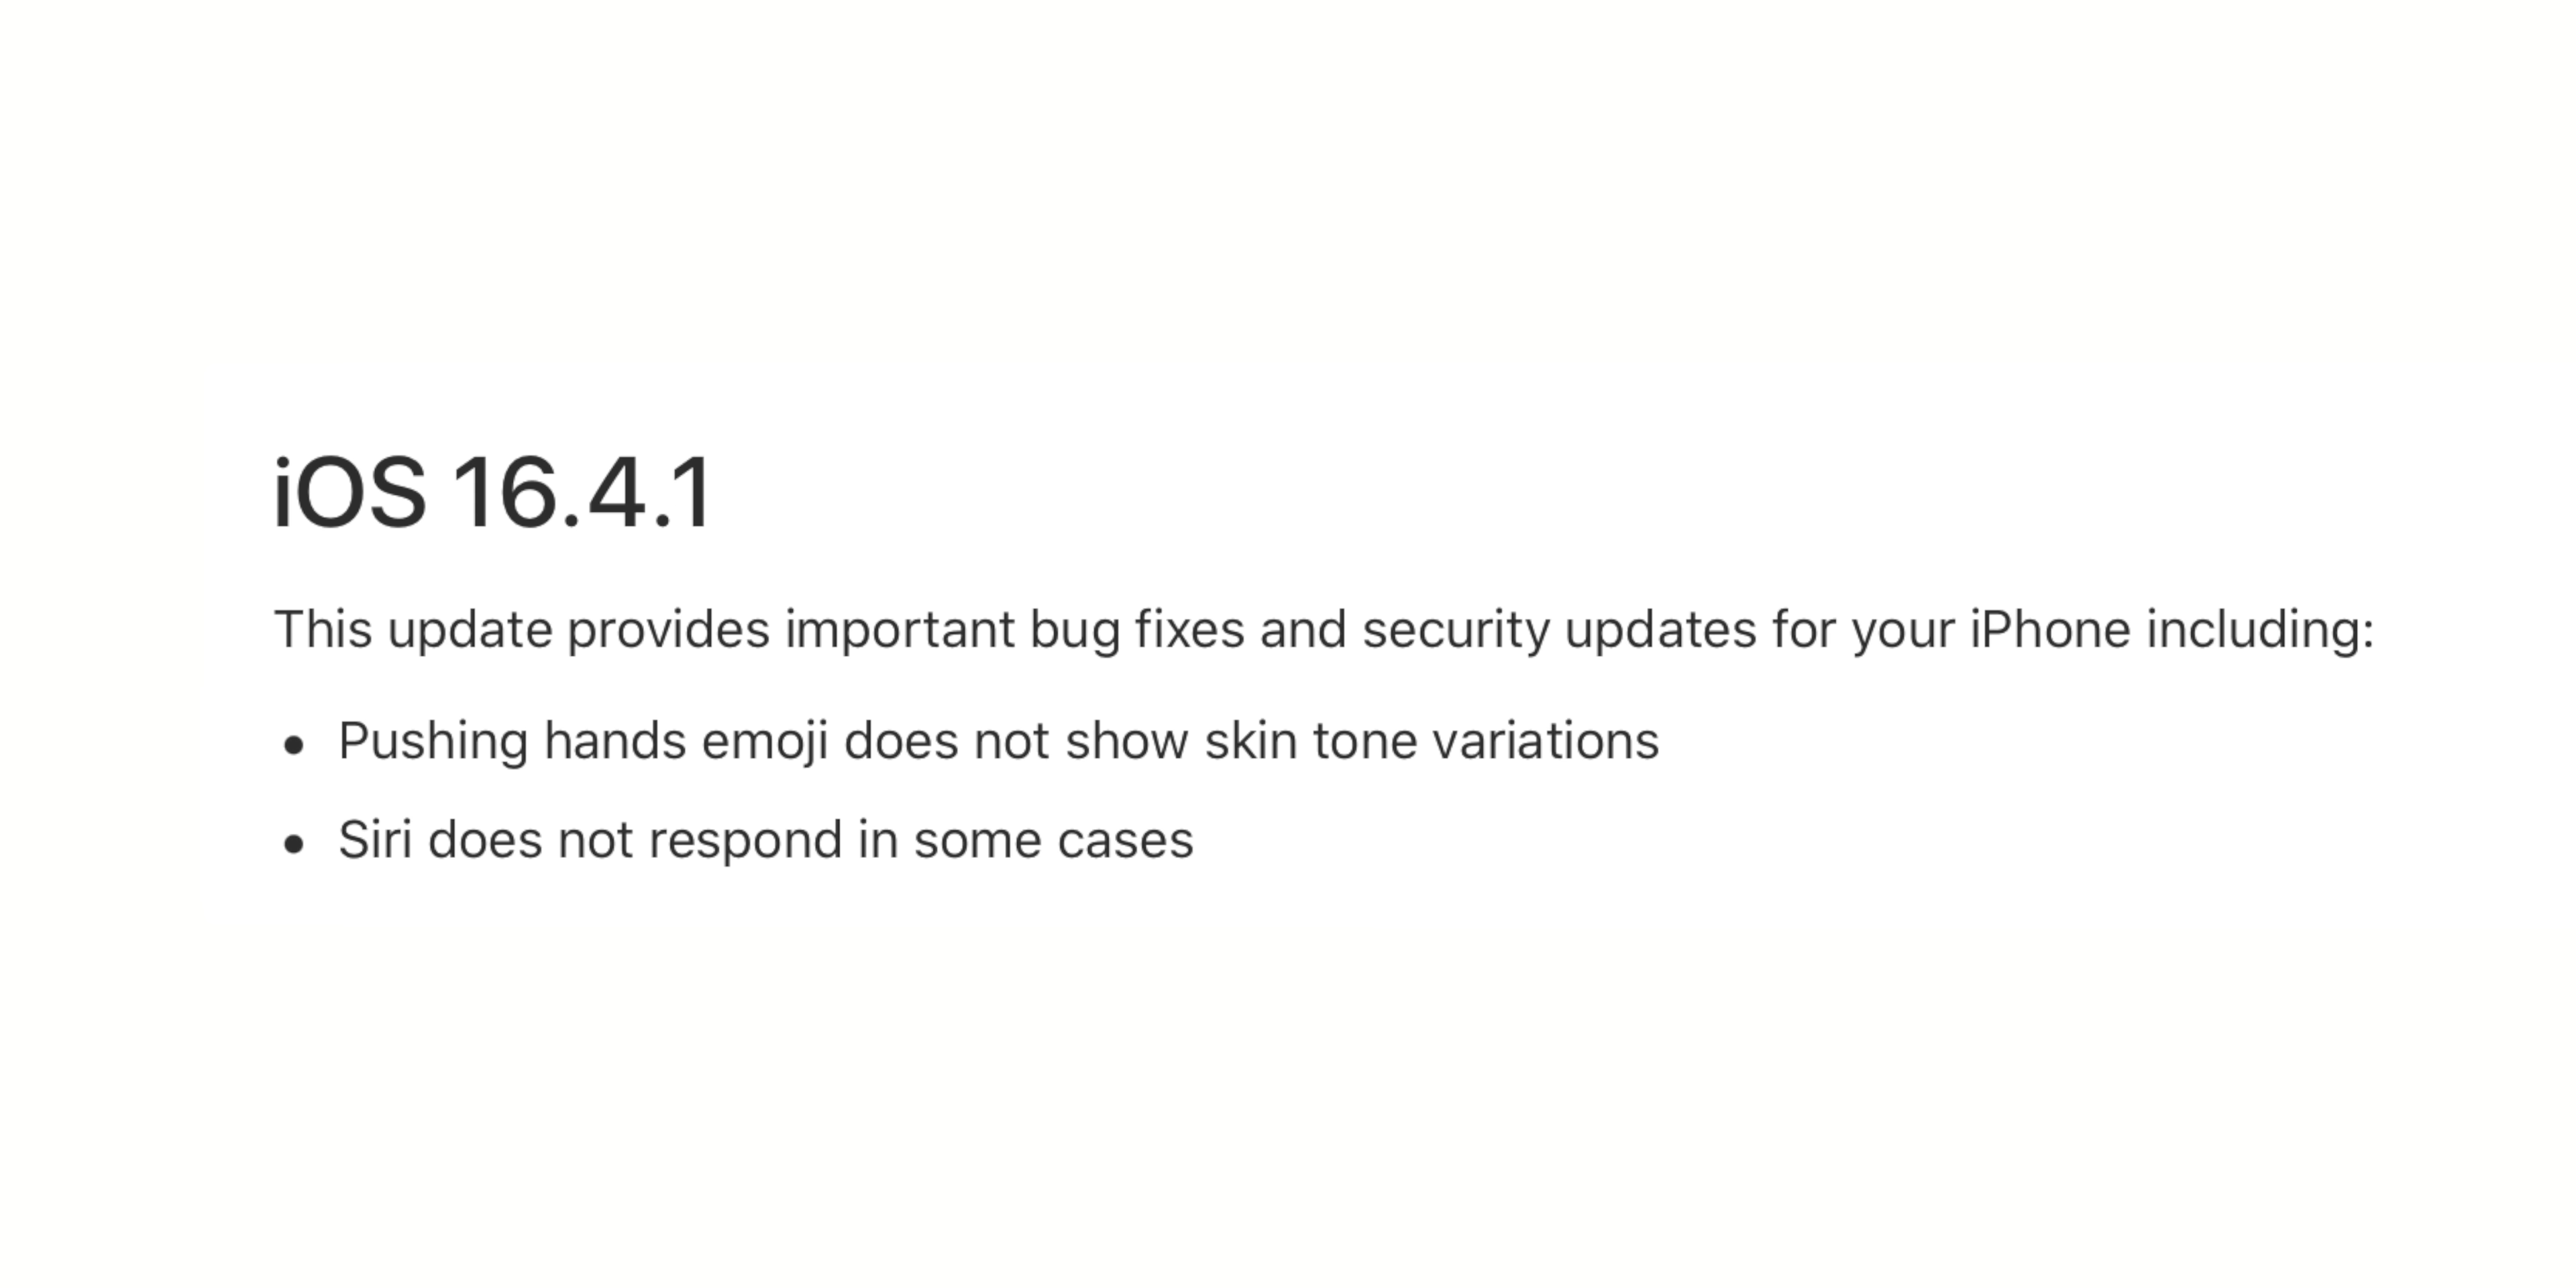 iOS 16.4.1
This update provides important bug fixes and security updates for your iPhone including:
• Pushing hands emoji does not show skin tone variations
• Siri does not respond in some cases